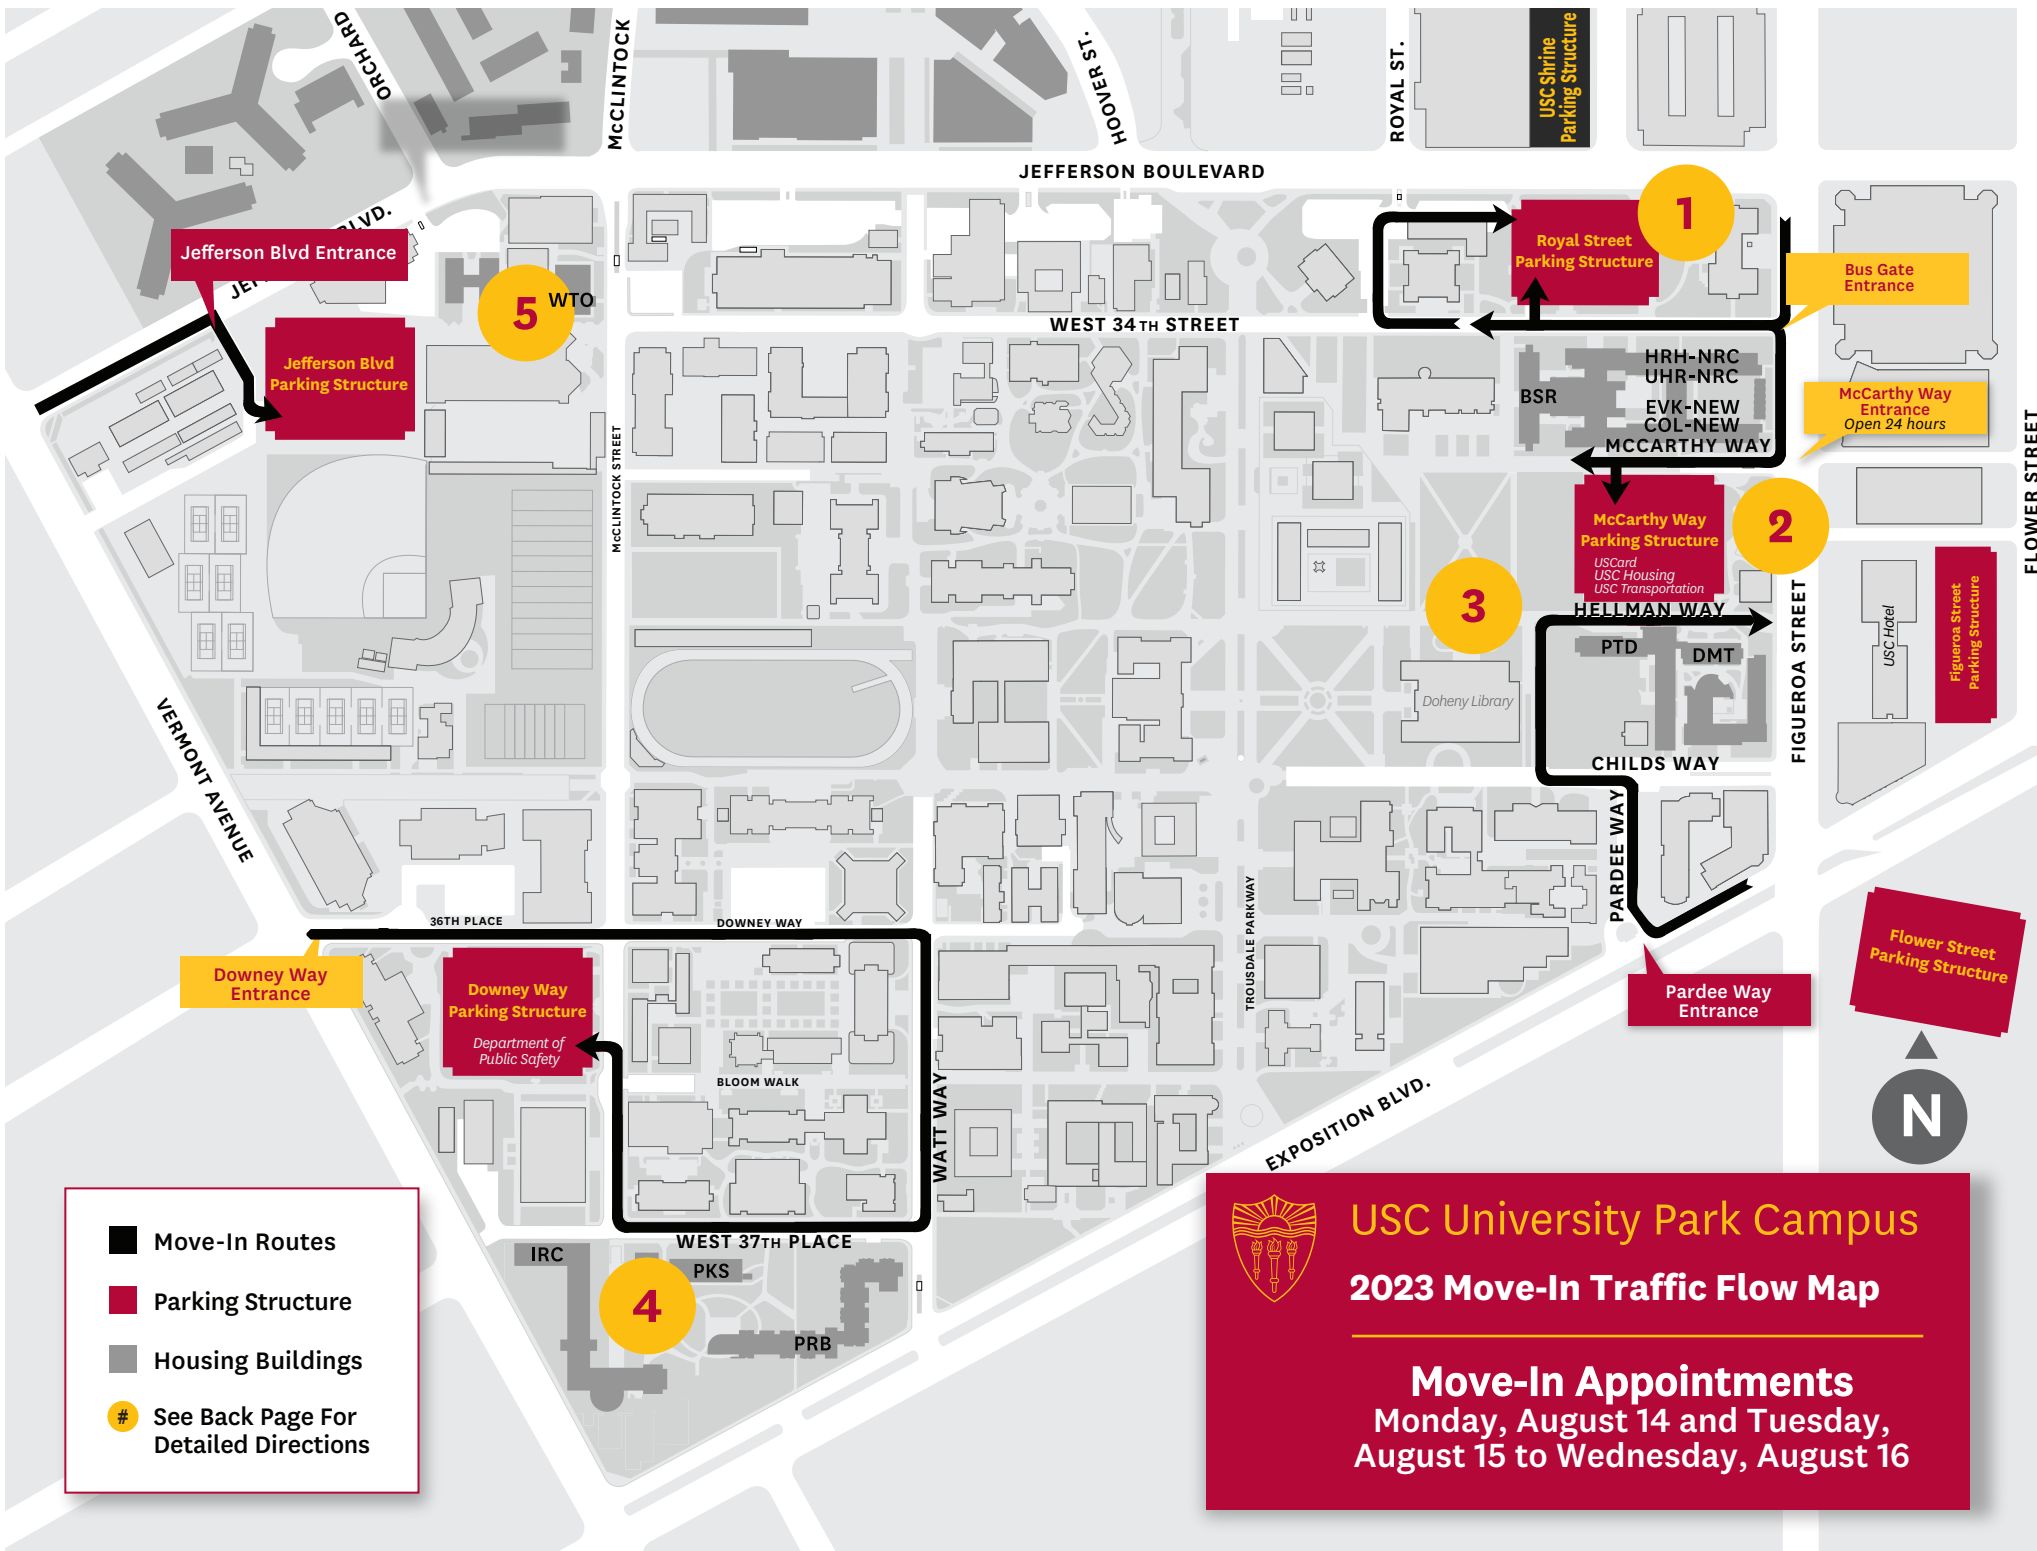 ORCHARD
McCLINTOCK
HOOVER ST.
ROYAL ST.
USC Shrine
Parking Structure
JEFFERSON BOULEVARD
1
Royal Street
Parking Structure
BLVD.
JEF
Jefferson Blvd Entrance
Bus Gate
Entrance
5
WTO
WEST 34TH STREET
Jefferson Blvd
Parking Structure
HRH-NRC
UHR-NRC
BSR
EVK-NEW
COL-NEW
McCarthy Way
Entrance
Open 24 hours
MCCARTHY WAY
FLOWER STREET
McCLINTOCK STREET
McCarthy Way
Parking Structure
USCard
USC Housing
USC Transportation
2
3
HELLMAN WAY
PTD
DMT
FIGUEROA STREET
USC Hotel
Figueroa Street
Parking Structure
Doheny Library
VERMONT AVENUE
CHILDS WAY
PARDEE WAY
36TH PLACE
DOWNEY WAY
TROUSDALE PARKWAY
Downey Way
Entrance
Downey Way
Parking Structure
Department of
Public Safety
Flower Street
Parking Structure
Pardee Way
Entrance
BLOOM WALK
WATT WAY
EXPOSITION BLVD.
N
WEST 37TH PLACE
IRC
PKS
4
PRB
Move-In Routes
Parking Structure
Housing Buildings
# See Back Page For
Detailed Directions
USC University Park Campus
2023 Move-In Traffic Flow Map
Move-In Appointments
Monday, August 14 and Tuesday,
August 15 to Wednesday, August 16